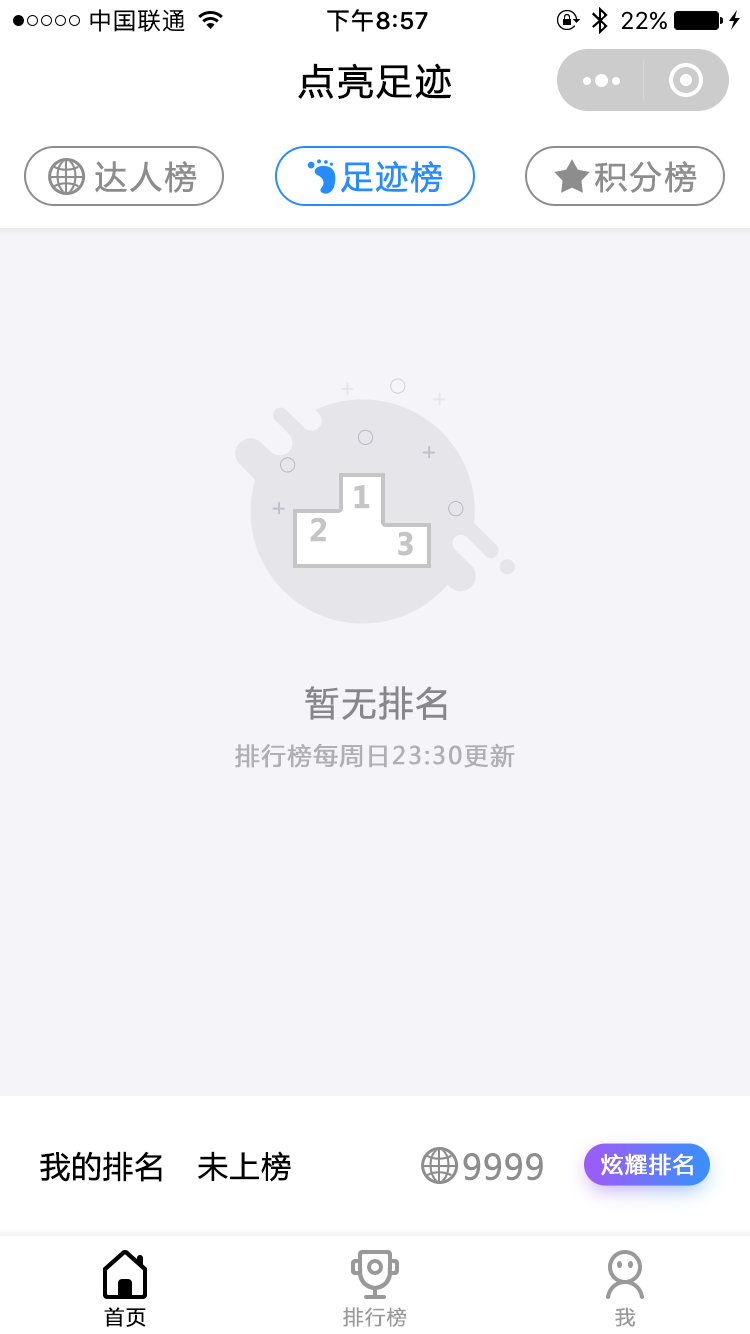 中国联通 下午8:57 22%
点亮足迹
达人榜 足迹榜 积分榜
1
2
3
暂无排名
排行榜每周日23:30更新
我的排名 未上榜 9999 炫耀排名
首页 排行榜 我